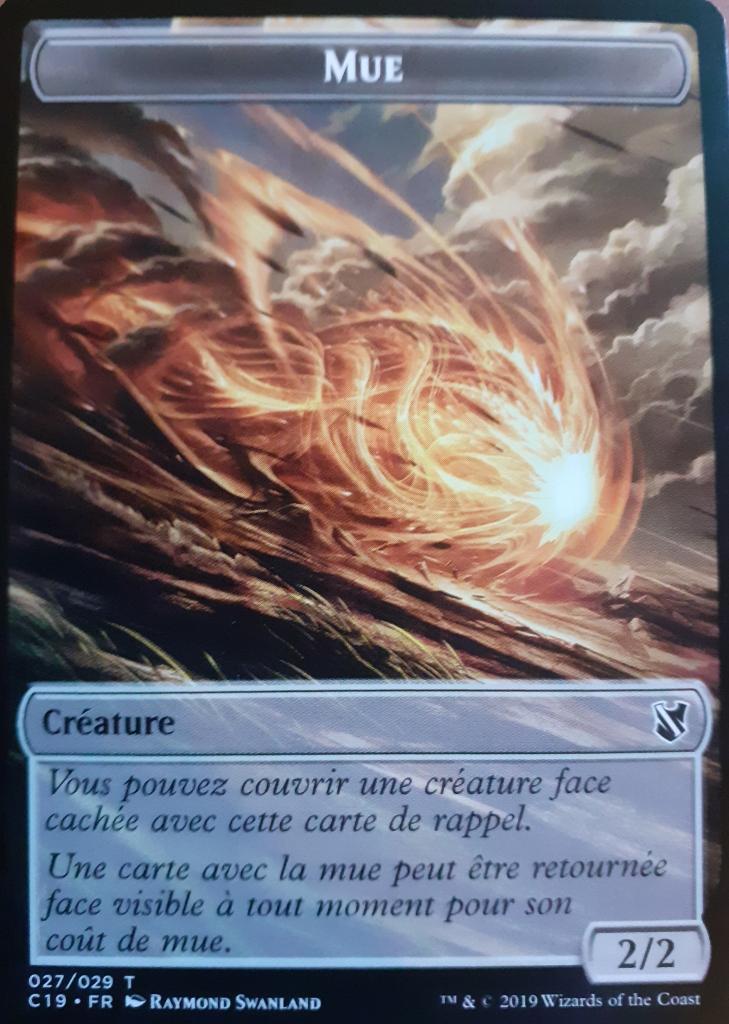 Mue
Créature
Vous pouvez couvrir une créature face
cachée avec cette carte de rappel.
Une carte avec la mue peut être retournée
face visible à tout moment pour son
coût de mue.
2/2
027/029 T
C19 • FR Raymond Swanland
™ & © 2019 Wizards of the Coast